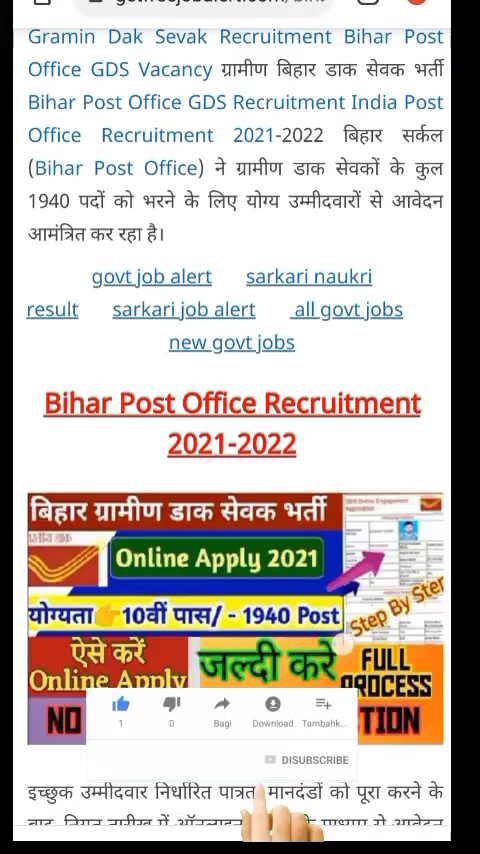 Gramin Dak Sevak Recruitment Bihar Post
Office GDS Vacancy ग्रामीण बिहार डाक सेवक भर्ती
Bihar Post Office GDS Recruitment India Post
Office Recruitment 2021-2022 बिहार सर्कल
(Bihar Post Office) ने ग्रामीण डाक सेवकों के कुल
1940 पदों को भरने के लिए योग्य उम्मीदवारों से आवेदन
आमंत्रित कर रहा है।
govt job alert sarkari naukri
result sarkari job alert all govt jobs
new govt jobs
Bihar Post Office Recruitment
2021-2022
बिहार ग्रामीण डाक सेवक भर्ती
Online Apply 2021
योग्यता 👉 10वीं पास/ - 1940 Post
Step By Step
ऐसे करें
Online Apply
जल्दी करे
FULL
PROCESS
NO
1 0 Bagi Download Tambahk...
DISUBSCRIBE
इच्छुक उम्मीदवार निर्धारित पात्रता मानदंडों को पूरा करने के